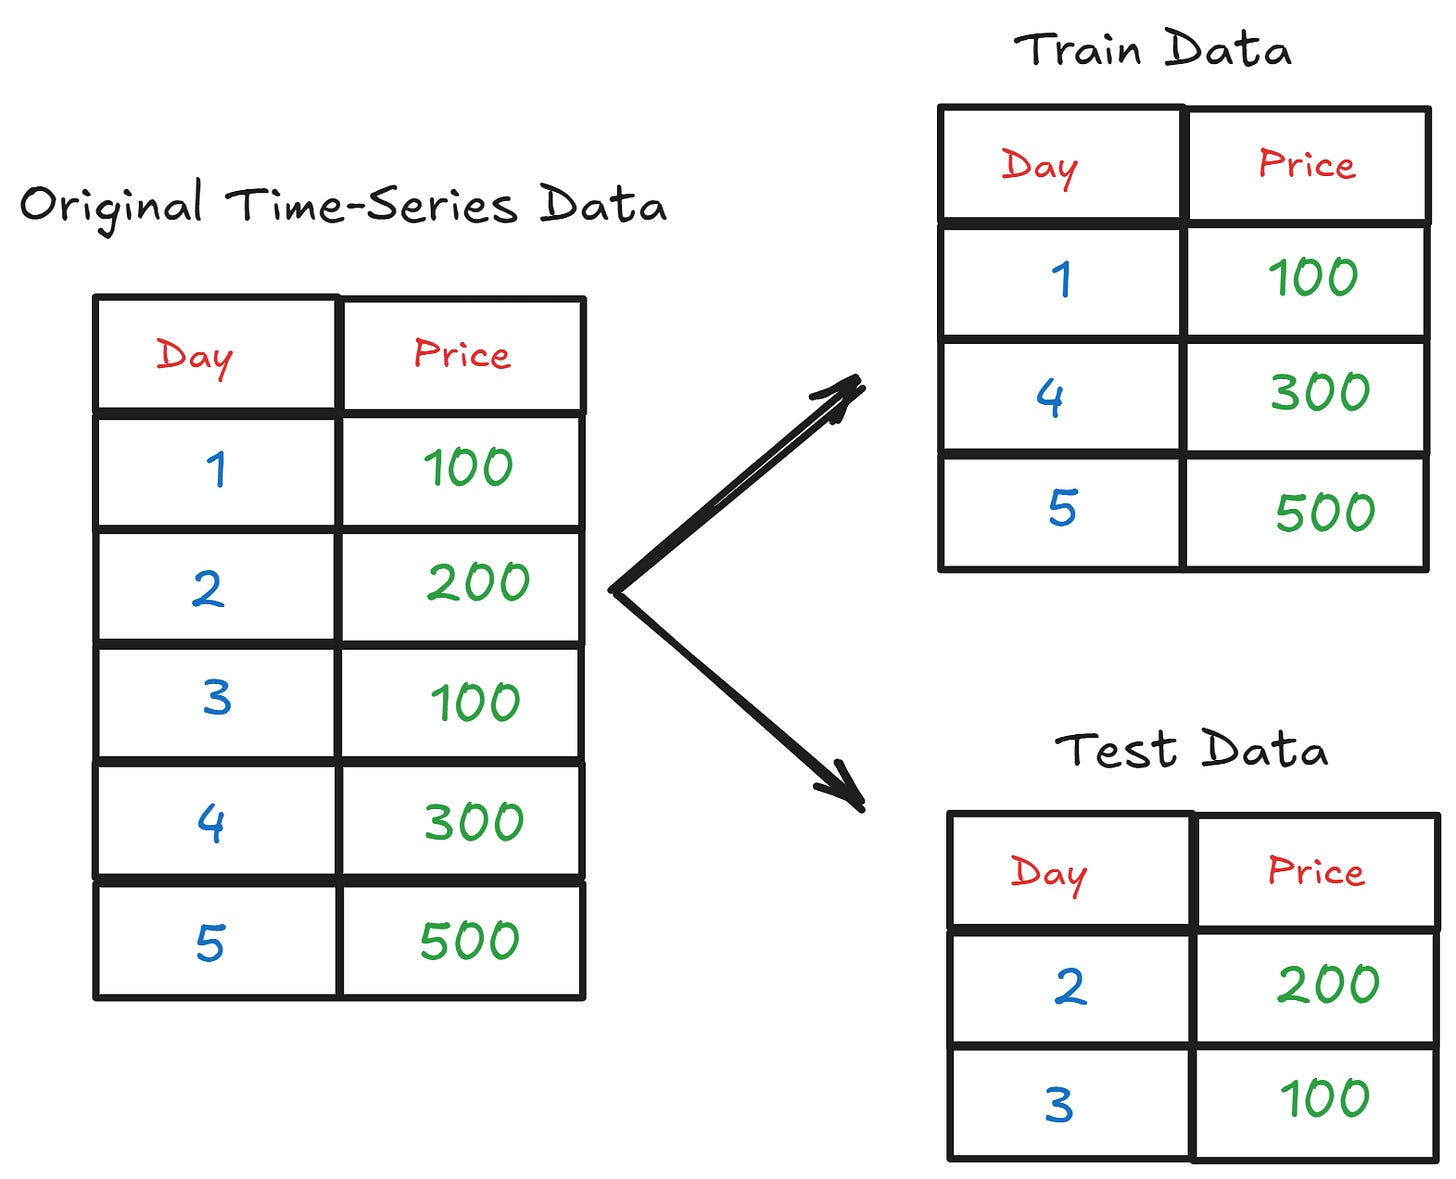 Original Time-Series Data
Day Price
1 100
2 200
3 100
4 300
5 500
Train Data
Day Price
1 100
4 300
5 500
Test Data
Day Price
2 200
3 100